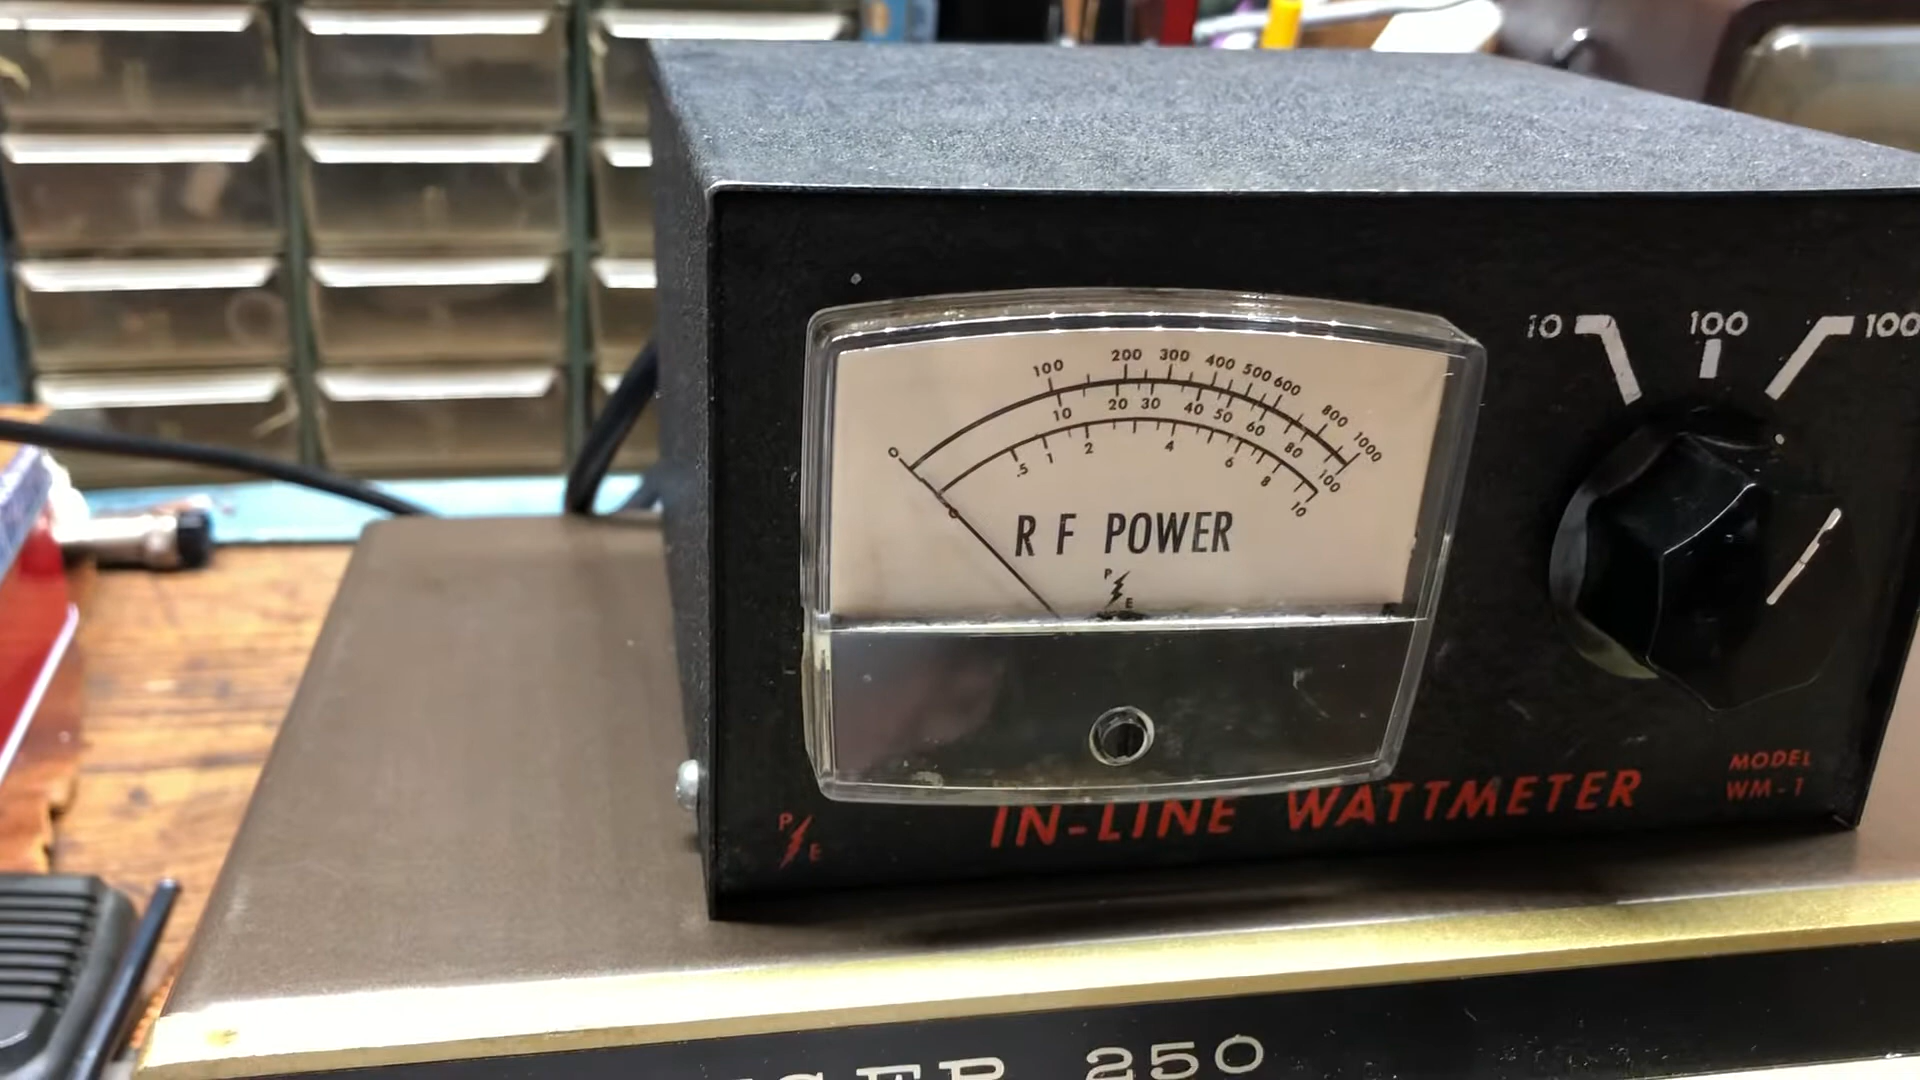 10 100 100
100 200 300 400 500 600 800 1000
0 10 20 30 40 50 60 80 100
0 .5 1 2 4 6 8 10
R F POWER
P E
MODEL
WM-1
IN-LINE WATTMETER
P E
250